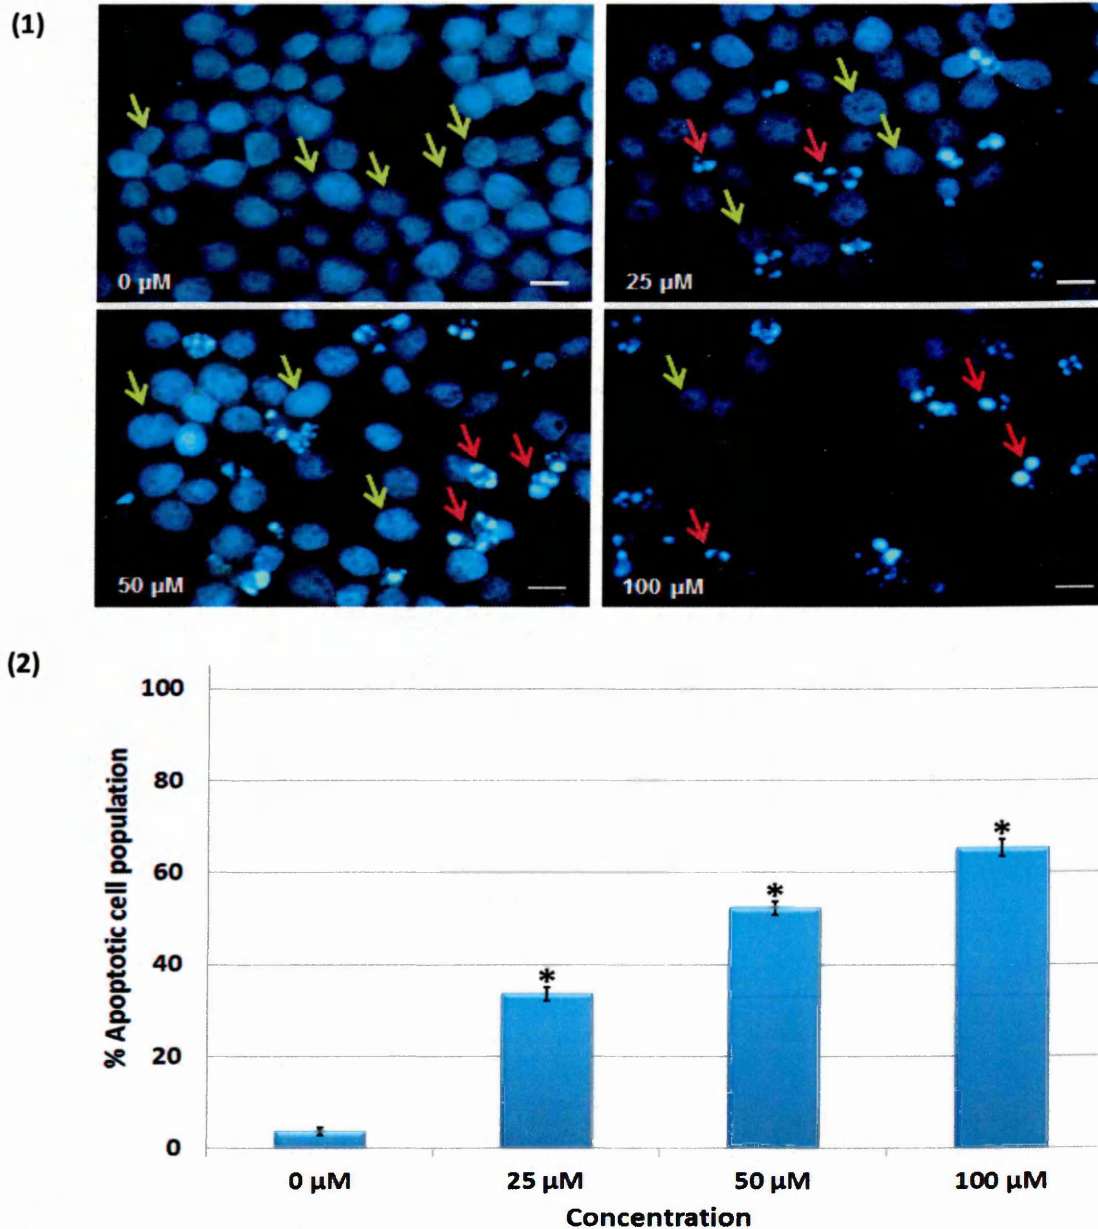 (1)
0 µM
25 µM
50 µM
100 µM
(2)
% Apoptotic cell population
100
80
60
40
20
0
*
*
*
0 µM
25 µM
50 µM
100 µM
Concentration